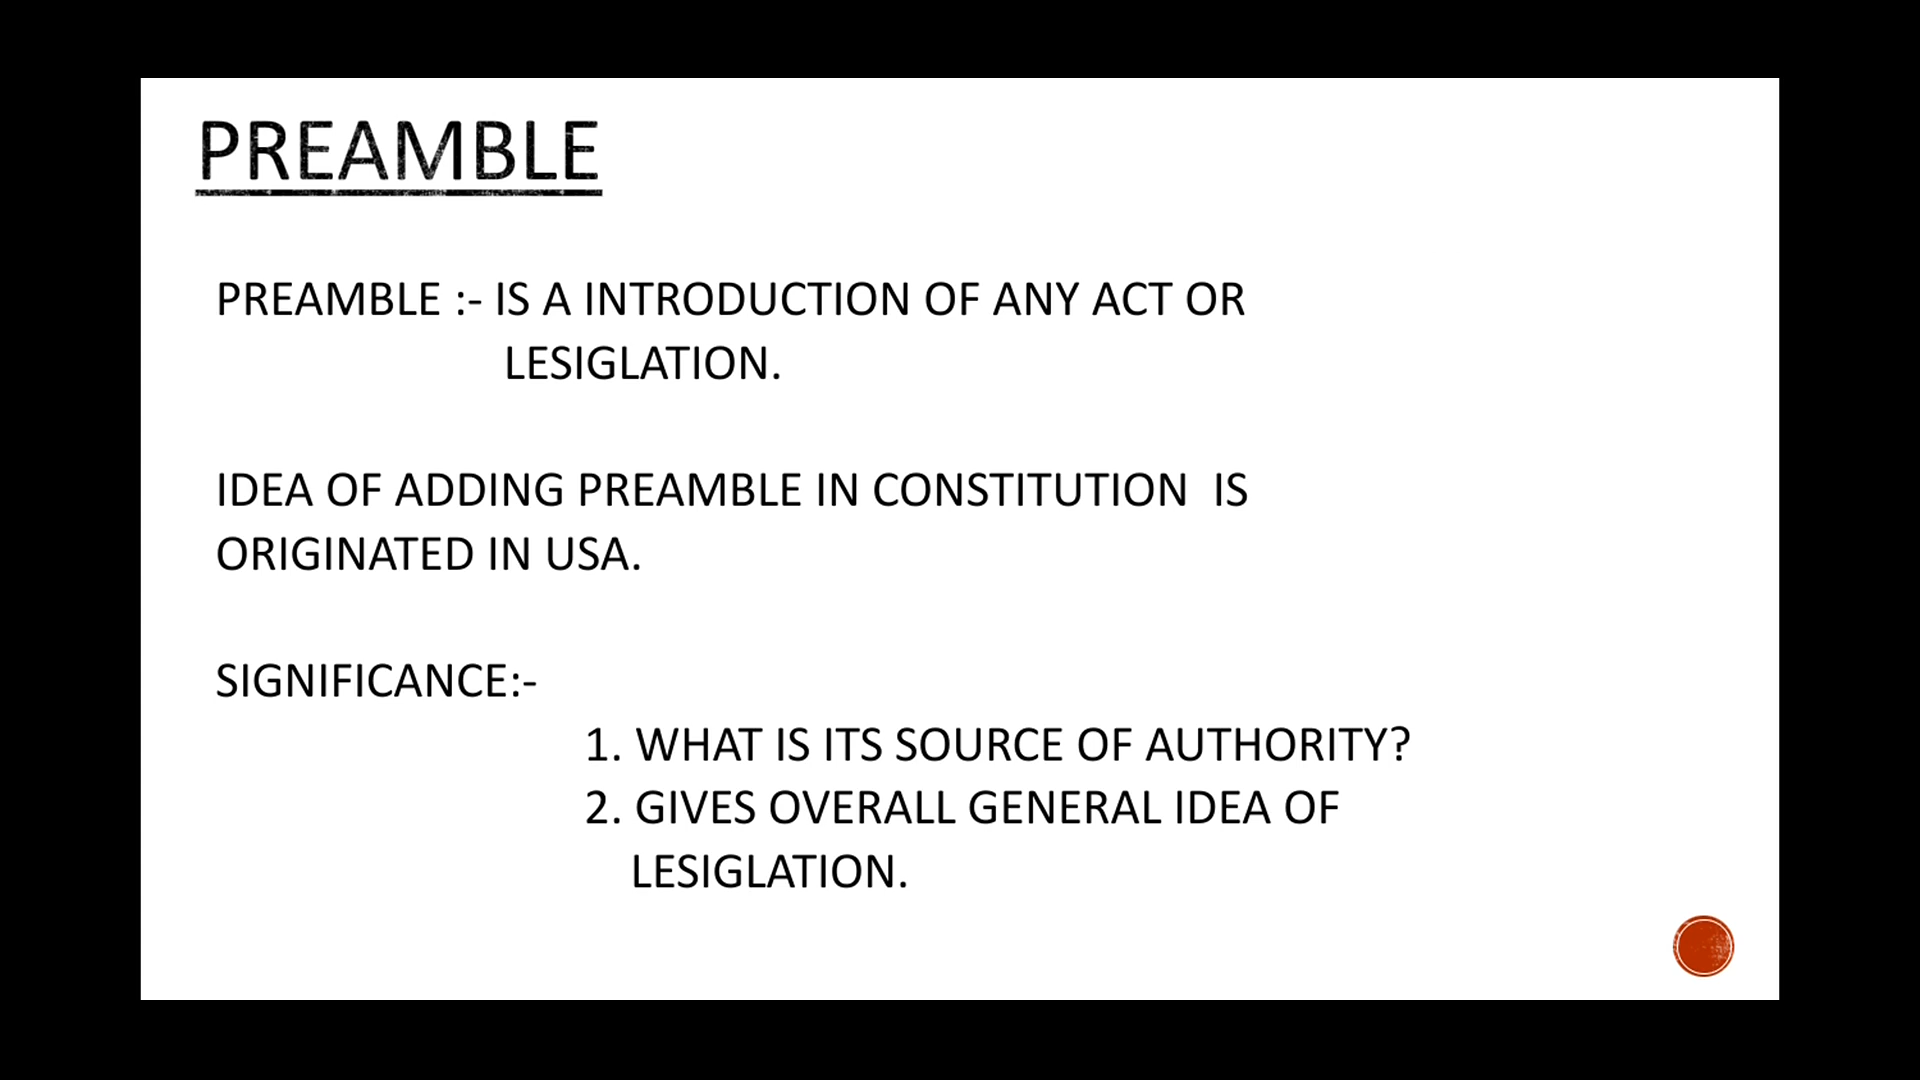 PREAMBLE
PREAMBLE :- IS A INTRODUCTION OF ANY ACT OR
LESIGLATION.
IDEA OF ADDING PREAMBLE IN CONSTITUTION IS
ORIGINATED IN USA.
SIGNIFICANCE:-
1. WHAT IS ITS SOURCE OF AUTHORITY?
2. GIVES OVERALL GENERAL IDEA OF
LESIGLATION.